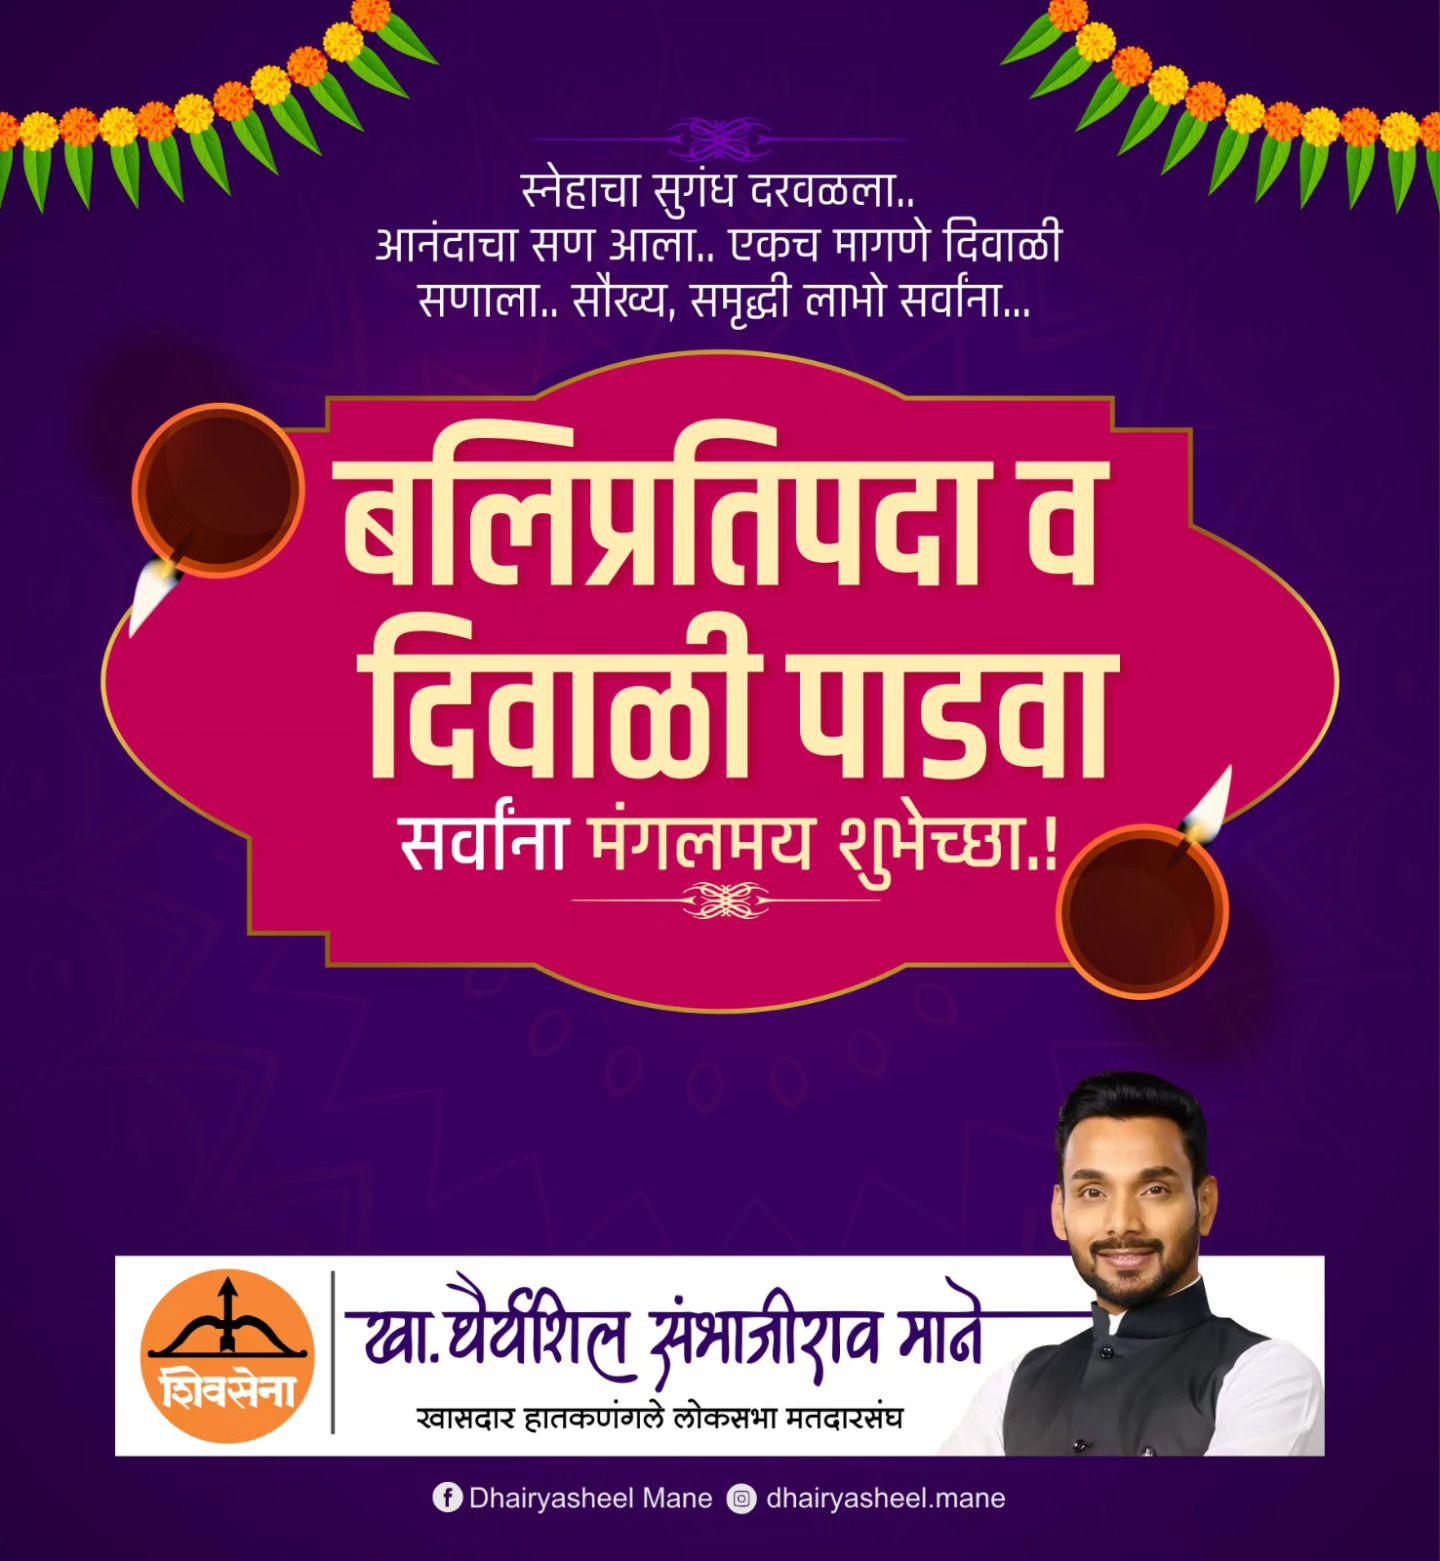 स्नेहाचा सुगंध दरवळला..
आनंदाचा सण आला.. एकच मागणे दिवाळी
सणाला.. सौख्य, समृद्धी लाभो सर्वांना...
बलिप्रतिपदा व
दिवाळी पाडवा
सर्वांना मंगलमय शुभेच्छा.!
शिवसेना
खा. धैर्यशिल संभाजीराव माने
खासदार हातकणंगले लोकसभा मतदारसंघ
Dhairyasheel Mane dhairyasheel.mane